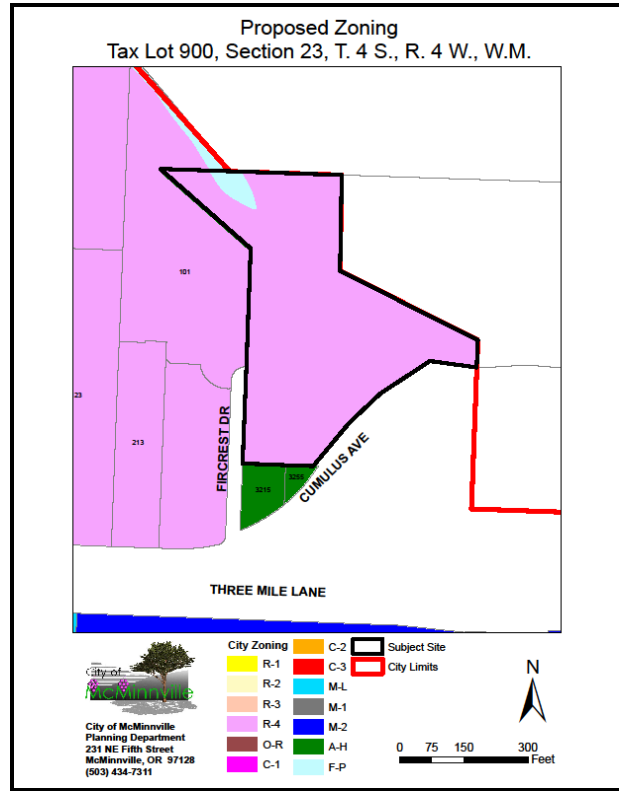 Proposed Zoning
Tax Lot 900, Section 23, T. 4 S., R. 4 W., W.M.
101
23
213
FIRCREST DR
CUMULUS AVE
3215
3255
THREE MILE LANE
City of
McMinnville
City of McMinnville
Planning Department
231 NE Fifth Street
McMinnville, OR 97128
(503) 434-7311
City Zoning
R-1
R-2
R-3
R-4
O-R
C-1
C-2
C-3
M-L
M-1
M-2
A-H
F-P
Subject Site
City Limits
N
0 75 150 300
Feet